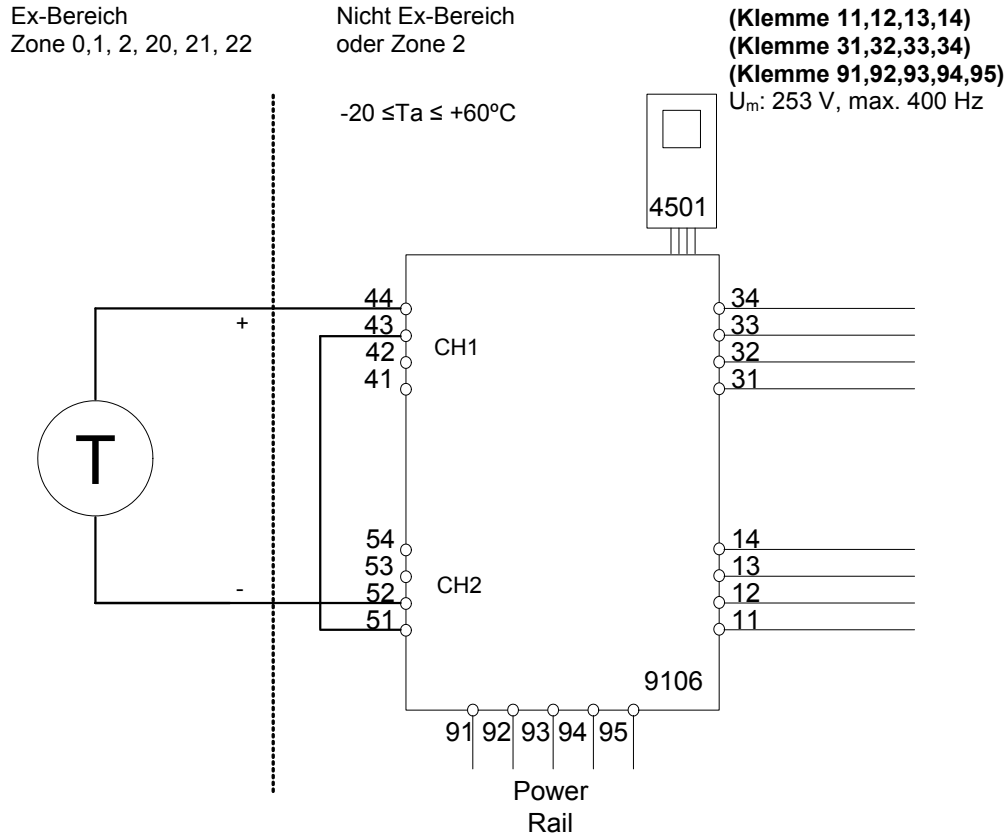 Ex-Bereich
Zone 0,1, 2, 20, 21, 22
Nicht Ex-Bereich
oder Zone 2
-20 ≤Ta ≤ +60ºC
(Klemme 11,12,13,14)
(Klemme 31,32,33,34)
(Klemme 91,92,93,94,95)
Um: 253 V, max. 400 Hz
4501
44
43
42
41
+
CH1
34
33
32
31
T
54
53
52
51
-
CH2
14
13
12
11
9106
91 92 93 94 95
Power
Rail